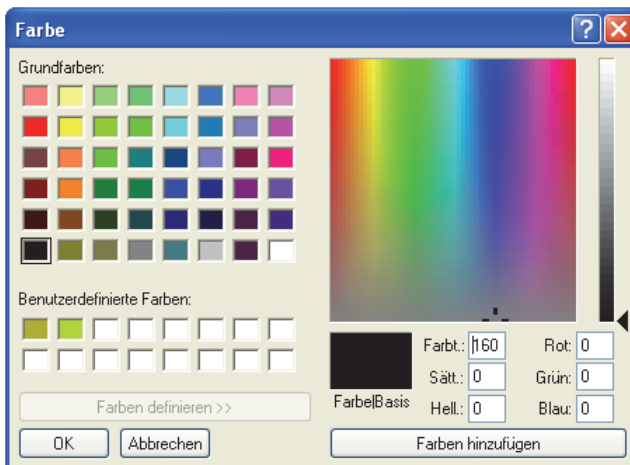 Farbe
Grundfarben:
Benutzerdefinierte Farben:
Farben definieren >>
OK
Abbrechen
Farbe|Basis
Farbt.: 160
Sätt.: 0
Hell.: 0
Rot: 0
Grün: 0
Blau: 0
Farben hinzufügen